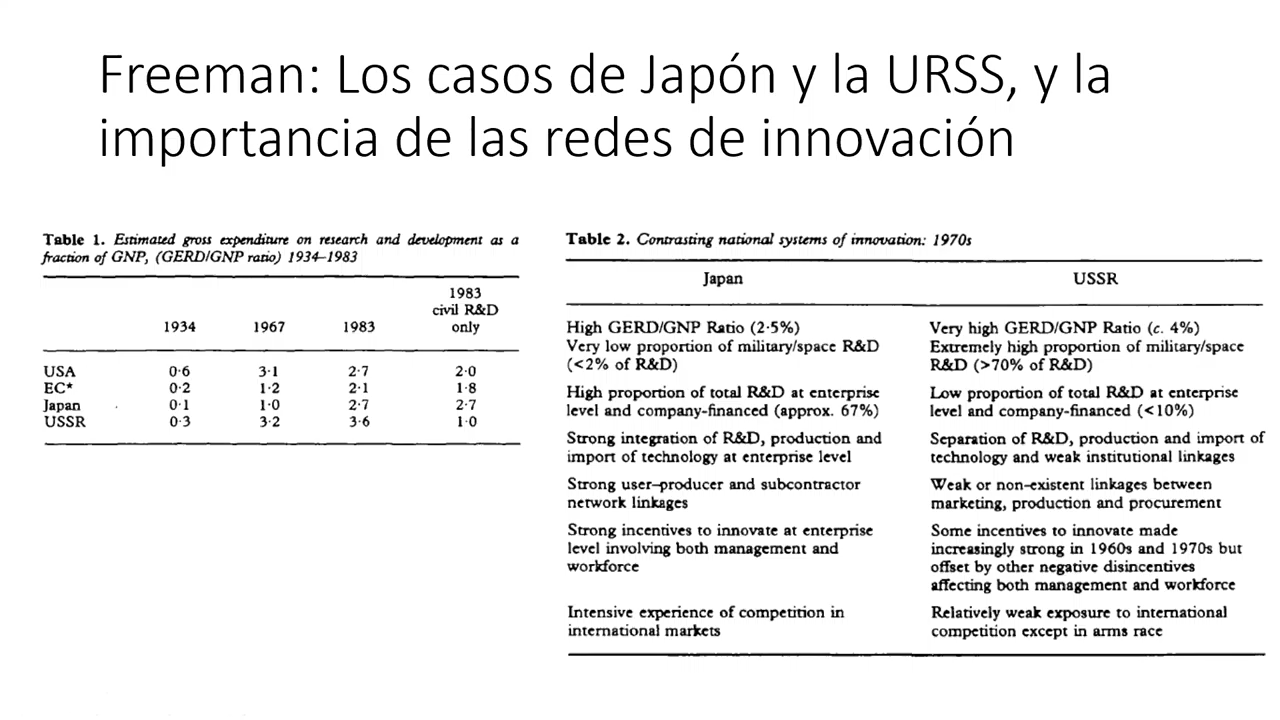 Freeman: Los casos de Japón y la URSS, y la
importancia de las redes de innovación
Table 1. Estimated gross expenditure on research and development as a
fraction of GNP, (GERD/GNP ratio) 1934–1983
1983
civil R&D
1934 1967 1983 only
USA 0·6 3·1 2·7 2·0
EC* 0·2 1·2 2·1 1·8
Japan 0·1 1·0 2·7 2·7
USSR 0·3 3·2 3·6 1·0
Table 2. Contrasting national systems of innovation: 1970s
Japan USSR
High GERD/GNP Ratio (2·5%) Very high GERD/GNP Ratio (c. 4%)
Very low proportion of military/space R&D Extremely high proportion of military/space
(<2% of R&D) R&D (>70% of R&D)
High proportion of total R&D at enterprise Low proportion of total R&D at enterprise
level and company-financed (approx. 67%) level and company-financed (<10%)
Strong integration of R&D, production and Separation of R&D, production and import of
import of technology at enterprise level technology and weak institutional linkages
Strong user–producer and subcontractor Weak or non-existent linkages between
network linkages marketing, production and procurement
Strong incentives to innovate at enterprise Some incentives to innovate made
level involving both management and increasingly strong in 1960s and 1970s but
workforce offset by other negative disincentives
affecting both management and workforce
Intensive experience of competition in Relatively weak exposure to international
international markets competition except in arms race